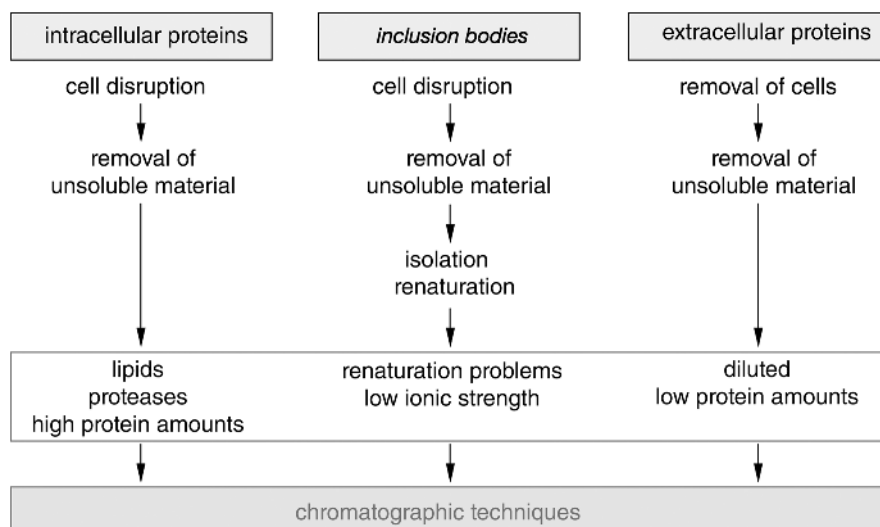 intracellular proteins
inclusion bodies
extracellular proteins
cell disruption
cell disruption
removal of cells
removal of
unsoluble material
removal of
unsoluble material
removal of
unsoluble material
isolation
renaturation
lipids
proteases
high protein amounts
renaturation problems
low ionic strength
diluted
low protein amounts
chromatographic techniques